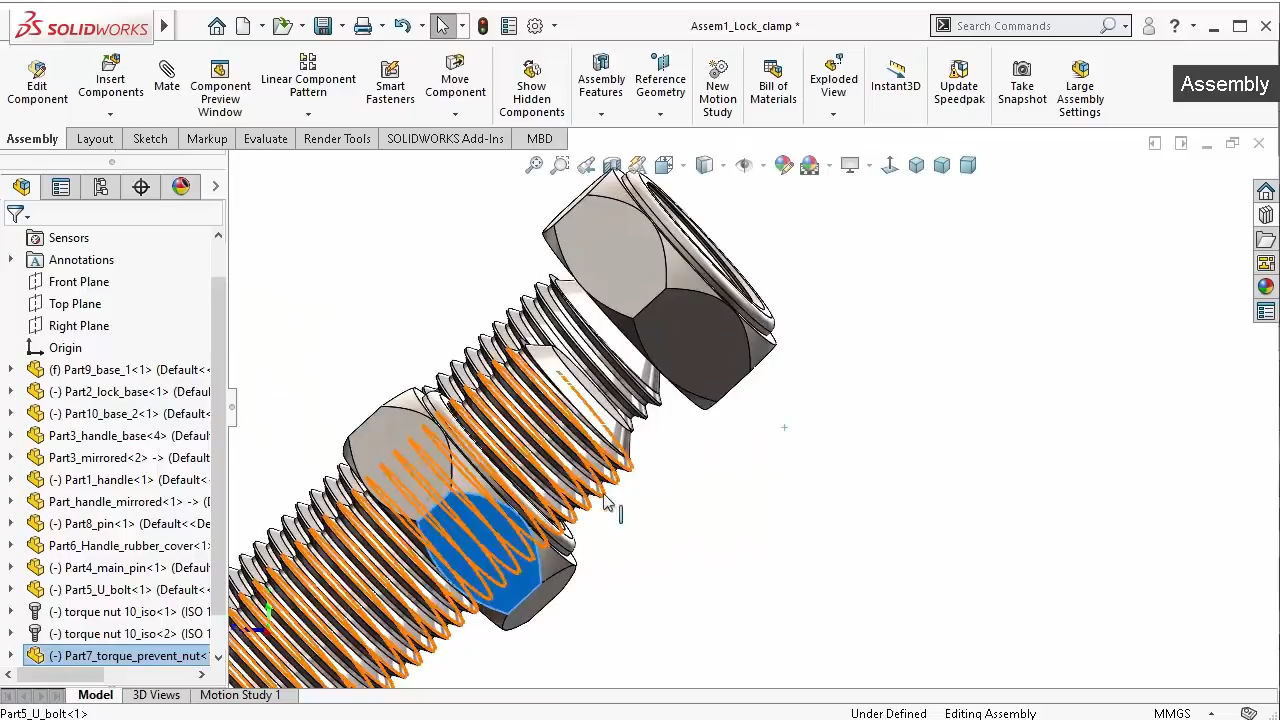 SOLIDWORKS
Assem1_Lock_clamp *
Search Commands
?
Edit Component
Insert Components
Mate
Component Preview Window
Linear Component Pattern
Smart Fasteners
Move Component
Show Hidden Components
Assembly Features
Reference Geometry
New Motion Study
Bill of Materials
Exploded View
Instant3D
Update Speedpak
Take Snapshot
Large Assembly Settings
Assembly
Assembly Layout Sketch Markup Evaluate Render Tools SOLIDWORKS Add-Ins MBD
Sensors
Annotations
Front Plane
Top Plane
Right Plane
Origin
(f) Part9_base_1<1> (Default<<
(-) Part2_lock_base<1> (Defaul
(-) Part10_base_2<1> (Default<
Part3_handle_base<4> (Default
Part3_mirrored<2> -> (Default
(-) Part1_handle<1> (Default<
Part_handle_mirrored<1> -> (D
(-) Part8_pin<1> (Default<<De
Part6_Handle_rubber_cover<1>
(-) Part4_main_pin<1> (Default
(-) Part5_U_bolt<1> (Default<<
(-) torque nut 10_iso<1> (ISO 1
(-) torque nut 10_iso<2> (ISO 1
(-) Part7_torque_prevent_nut<
Model 3D Views Motion Study 1
Part5_U_bolt<1>
Under Defined Editing Assembly MMGS